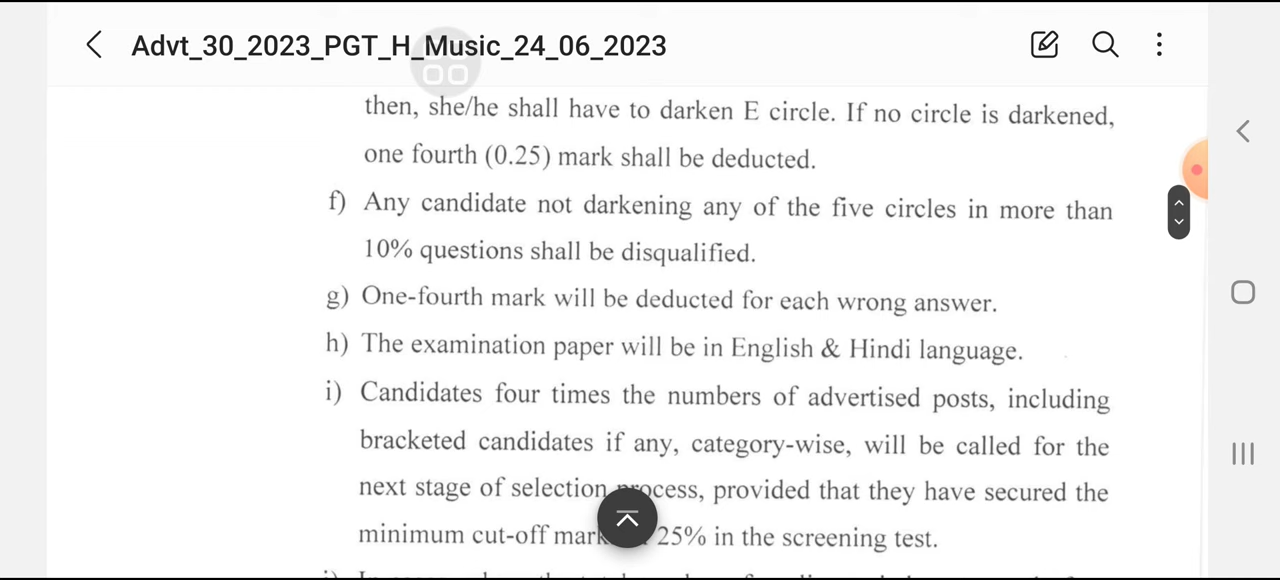 Advt_30_2023_PGT_H_Music_24_06_2023
then, she/he shall have to darken E circle. If no circle is darkened,
one fourth (0.25) mark shall be deducted.
f) Any candidate not darkening any of the five circles in more than
10% questions shall be disqualified.
g) One-fourth mark will be deducted for each wrong answer.
h) The examination paper will be in English & Hindi language.
i) Candidates four times the numbers of advertised posts, including
bracketed candidates if any, category-wise, will be called for the
next stage of selection process, provided that they have secured the
minimum cut-off 25% in the screening test.